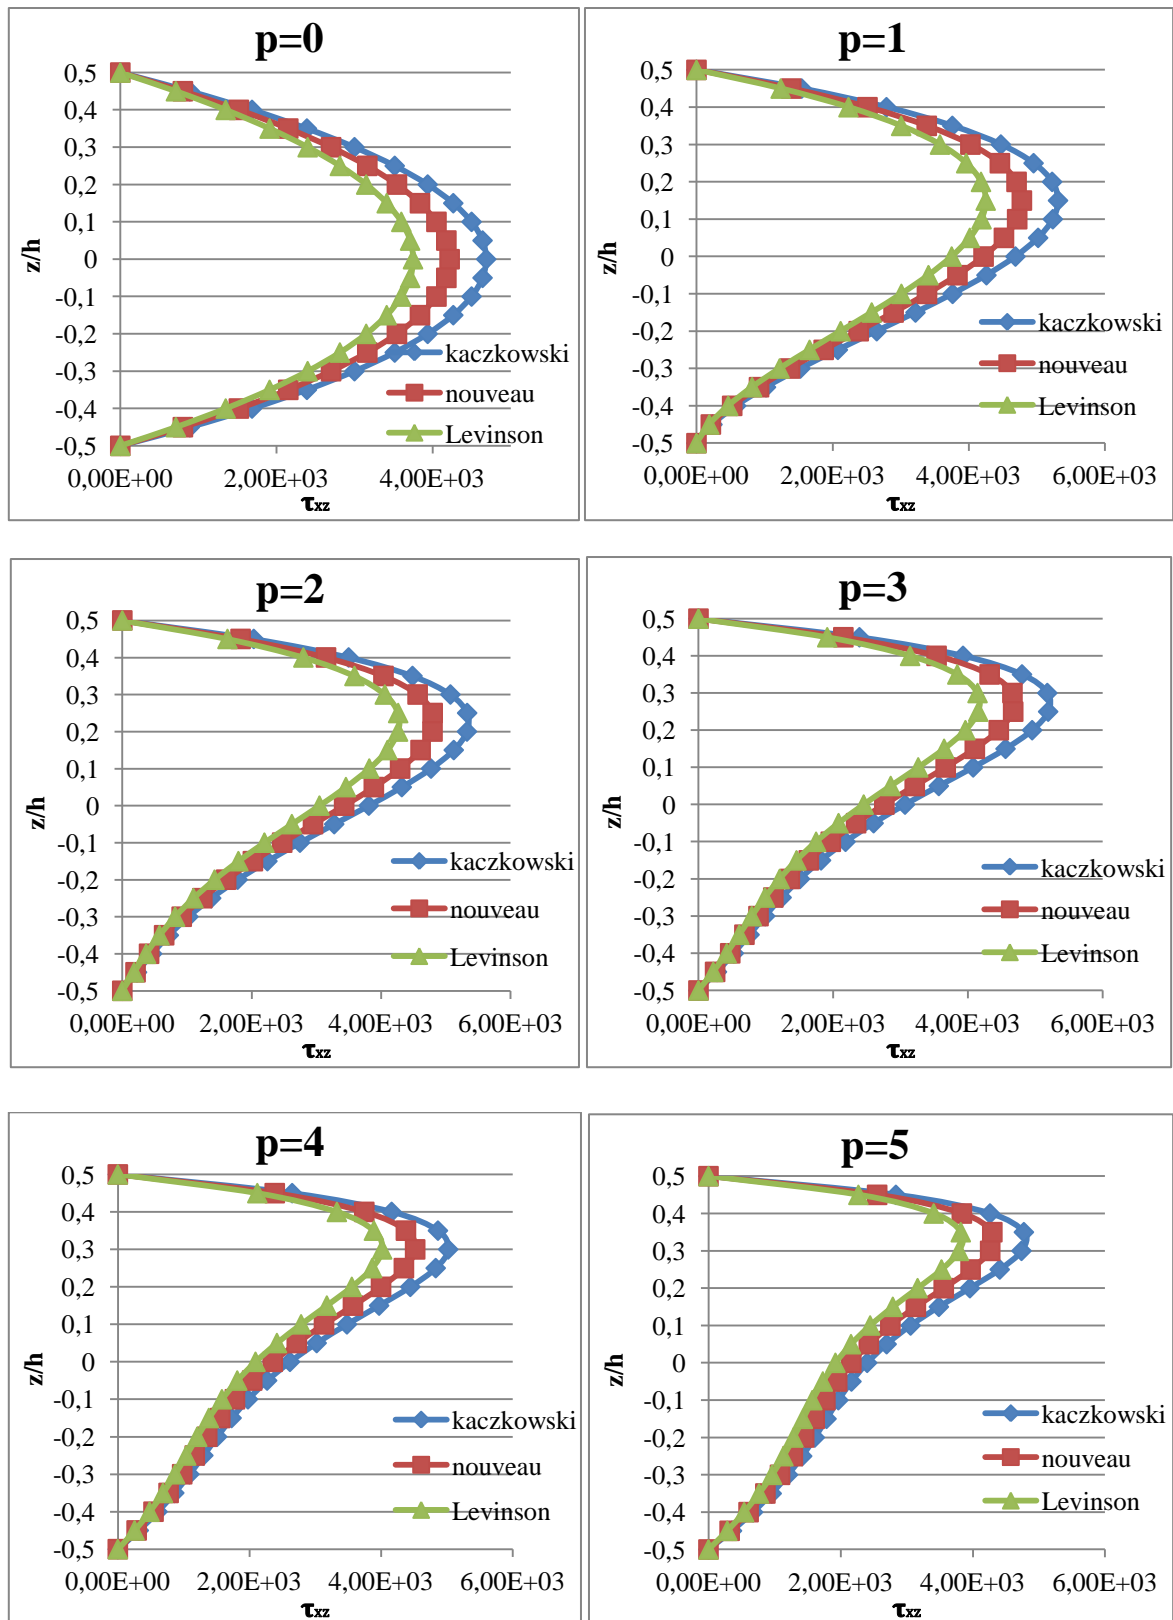 p=0
0,5
0,4
0,3
0,2
0,1
0
-0,1
-0,2
-0,3
-0,4
-0,5
z/h
kaczkowski
nouveau
Levinson
0,00E+00 2,00E+03 4,00E+03
τxz
p=1
0,5
0,4
0,3
0,2
0,1
0
-0,1
-0,2
-0,3
-0,4
-0,5
z/h
kaczkowski
nouveau
Levinson
0,00E+00 2,00E+03 4,00E+03 6,00E+03
τxz
p=2
0,5
0,4
0,3
0,2
0,1
0
-0,1
-0,2
-0,3
-0,4
-0,5
z/h
kaczkowski
nouveau
Levinson
0,00E+00 2,00E+03 4,00E+03 6,00E+03
τxz
p=3
0,5
0,4
0,3
0,2
0,1
0
-0,1
-0,2
-0,3
-0,4
-0,5
z/h
kaczkowski
nouveau
Levinson
0,00E+00 2,00E+03 4,00E+03 6,00E+03
τxz
p=4
0,5
0,4
0,3
0,2
0,1
0
-0,1
-0,2
-0,3
-0,4
-0,5
z/h
kaczkowski
nouveau
Levinson
0,00E+00 2,00E+03 4,00E+03 6,00E+03
τxz
p=5
0,5
0,4
0,3
0,2
0,1
0
-0,1
-0,2
-0,3
-0,4
-0,5
z/h
kaczkowski
nouveau
Levinson
0,00E+00 2,00E+03 4,00E+03 6,00E+03
τxz